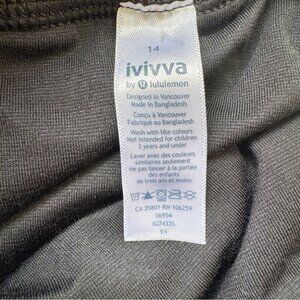 14
ivivva
by lululemon
Designed in Vancouver
Made in Bangladesh
Conçu à Vancouver
Fabriqué au Bangladesh
Wash with like colours
Not intended for children
3 years and under
Laver avec des couleurs
similaires seulement
Ne pas laisser à la
portée des enfants
de trois ans et moins
CA 35801 RN 106259
16954
IG7433S
14